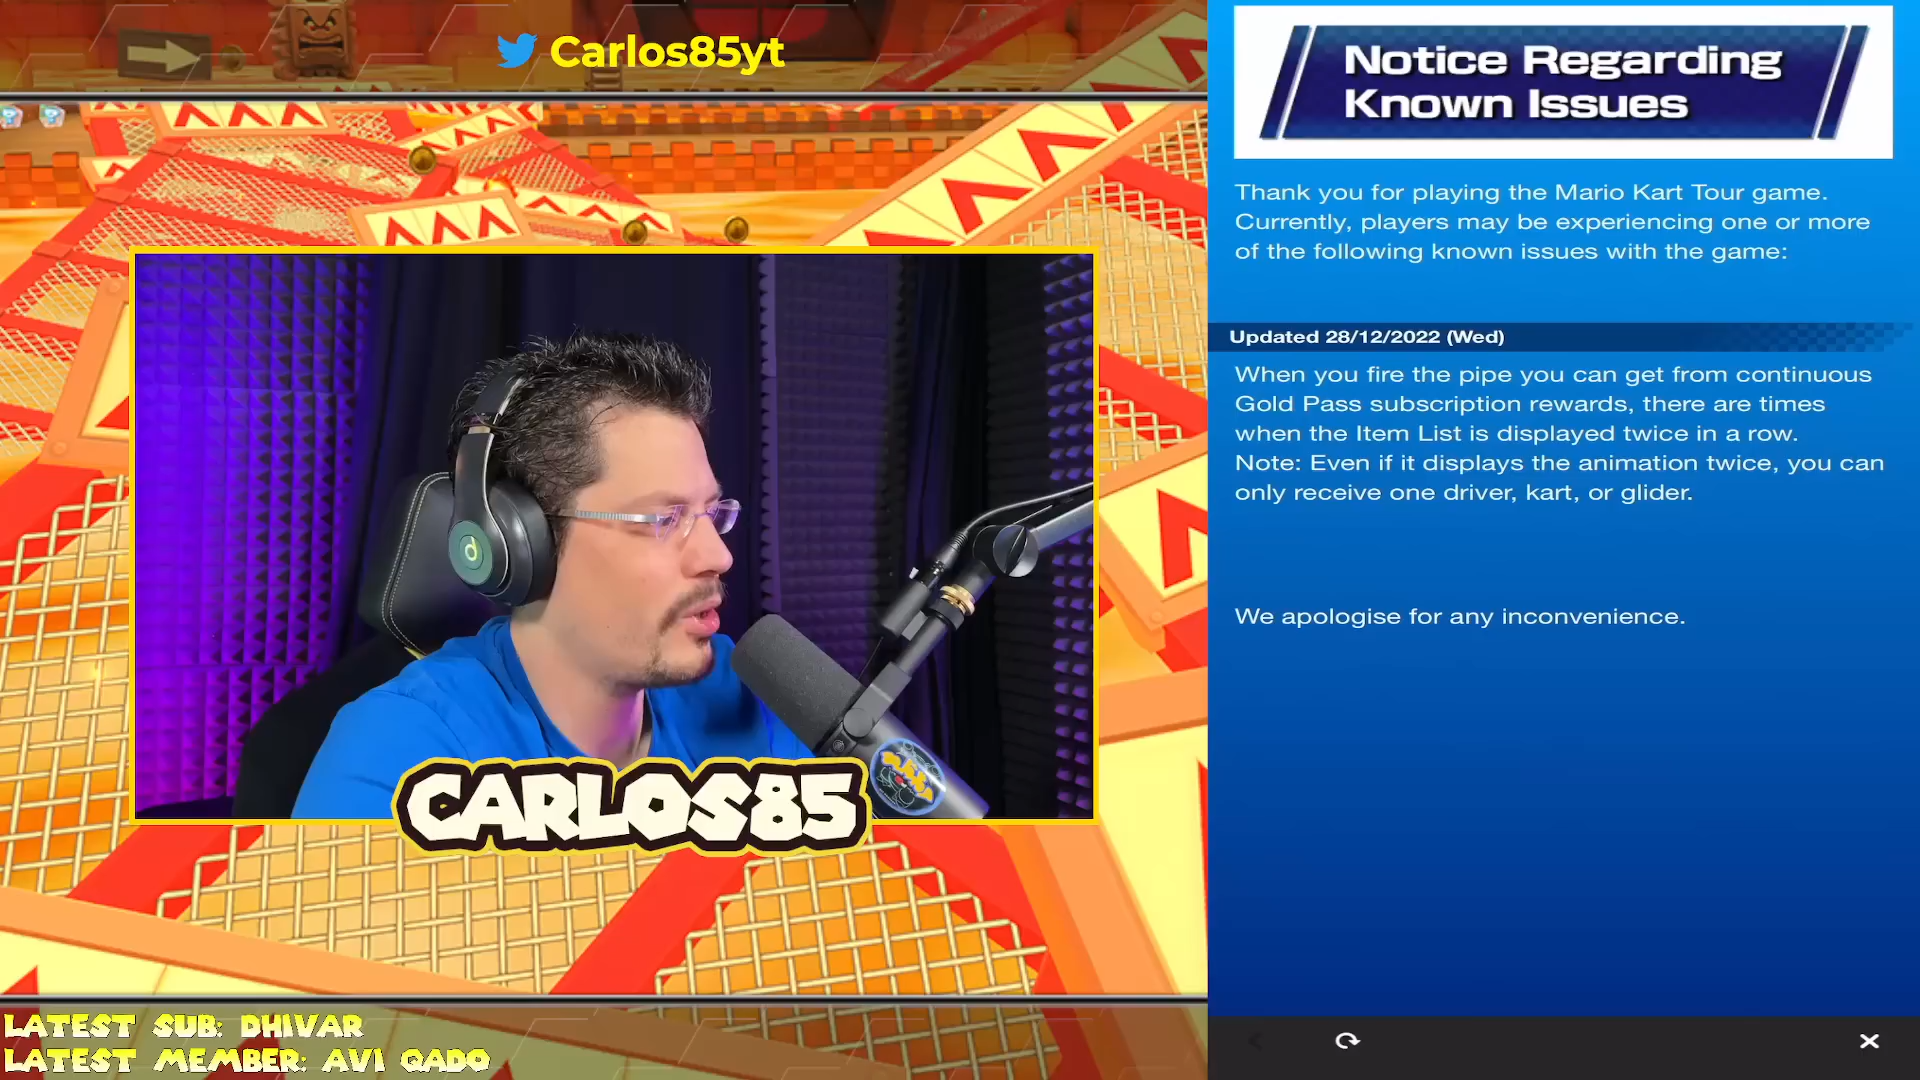 Carlos85yt
Notice Regarding
Known Issues
Thank you for playing the Mario Kart Tour game.
Currently, players may be experiencing one or more
of the following known issues with the game:
Updated 28/12/2022 (Wed)
When you fire the pipe you can get from continuous
Gold Pass subscription rewards, there are times
when the Item List is displayed twice in a row.
Note: Even if it displays the animation twice, you can
only receive one driver, kart, or glider.
We apologise for any inconvenience.
CARLOS85
LATEST SUB: DHIVAR
LATEST MEMBER: AVI QADO